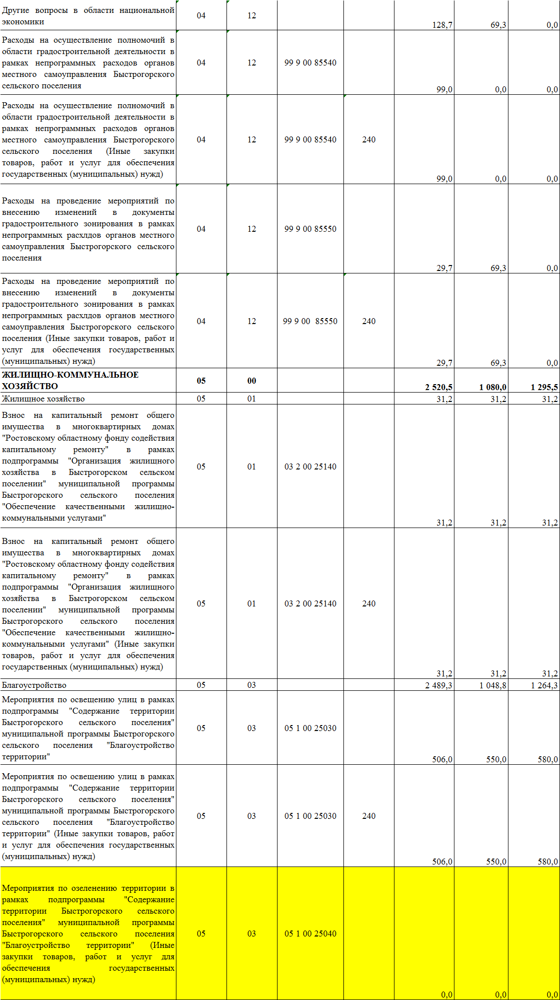 Другие вопросы в области национальной
экономики
04
12
128,7
69,3
0,0
Расходы на осуществление полномочий в
области градостроительной деятельности в
рамках непрограммных расходов органов
местного самоуправления Быстрогорского
сельского поселения
04
12
99 9 00 85540
99,0
0,0
0,0
Расходы на осуществление полномочий в
области градостроительной деятельности в
рамках непрограммных расходов органов
местного самоуправления Быстрогорского
сельского поселения (Иные закупки
товаров, работ и услуг для обеспечения
государственных (муниципальных) нужд)
04
12
99 9 00 85540
240
99,0
0,0
0,0
Расходы на проведение мероприятий по
внесению изменений в документы
градостроительного зонирования в рамках
непрограммных расхлдов органов местного
самоуправления Быстрогорского сельского
поселения
04
12
99 9 00 85550
29,7
69,3
0,0
Расходы на проведение мероприятий по
внесению изменений в документы
градостроительного зонирования в рамках
непрограммных расхлдов органов местного
самоуправления Быстрогорского сельского
поселения (Иные закупки товаров, работ и
услуг для обеспечения государственных
(муниципальных) нужд)
04
12
99 9 00  85550
240
29,7
69,3
0,0
ЖИЛИЩНО-КОММУНАЛЬНОЕ
ХОЗЯЙСТВО
05
00
2 520,5
1 080,0
1 295,5
Жилищное хозяйство
05
01
31,2
31,2
31,2
Взнос на капитальный ремонт общего
имущества в многоквартирных домах
"Ростовскому областному фонду содействия
капитальному ремонту" в рамках
подпрограммы "Организация жилищного
хозяйства в Быстрогорском сельском
поселении" муниципальной программы
Быстрогорского сельского поселения
"Обеспечение качественными жилищно-
коммунальными услугами"
05
01
03 2 00 25140
31,2
31,2
31,2
Взнос на капитальный ремонт общего
имущества в многоквартирных домах
"Ростовскому областному фонду содействия
капитальному ремонту" в рамках
подпрограммы "Организация жилищного
хозяйства в Быстрогорском сельском
поселении" муниципальной программы
Быстрогорского сельского поселения
"Обеспечение качественными жилищно-
коммунальными услугами" (Иные закупки
товаров, работ и услуг для обеспечения
государственных (муниципальных) нужд)
05
01
03 2 00 25140
240
31,2
31,2
31,2
Благоустройство
05
03
2 489,3
1 048,8
1 264,3
Мероприятия по освещению улиц в рамках
подпрограммы "Содержание территории
Быстрогорского сельского поселения"
муниципальной программы Быстрогорского
сельского поселения "Благоустройство
территории"
05
03
05 1 00 25030
506,0
550,0
580,0
Мероприятия по освещению улиц в рамках
подпрограммы "Содержание территории
Быстрогорского сельского поселения"
муниципальной программы Быстрогорского
сельского поселения "Благоустройство
территории" (Иные закупки товаров, работ
и услуг для обеспечения государственных
(муниципальных) нужд)
05
03
05 1 00 25030
240
506,0
550,0
580,0
Мероприятия по озеленению территории в
рамках подпрограммы "Содержание
территории Быстрогорского сельского
поселения" муниципальной программы
Быстрогорского сельского поселения
"Благоустройство территории" (Иные
закупки товаров, работ и услуг для
обеспечения государственных
(муниципальных) нужд)
05
03
05 1 00 25040
0,0
0,0
0,0